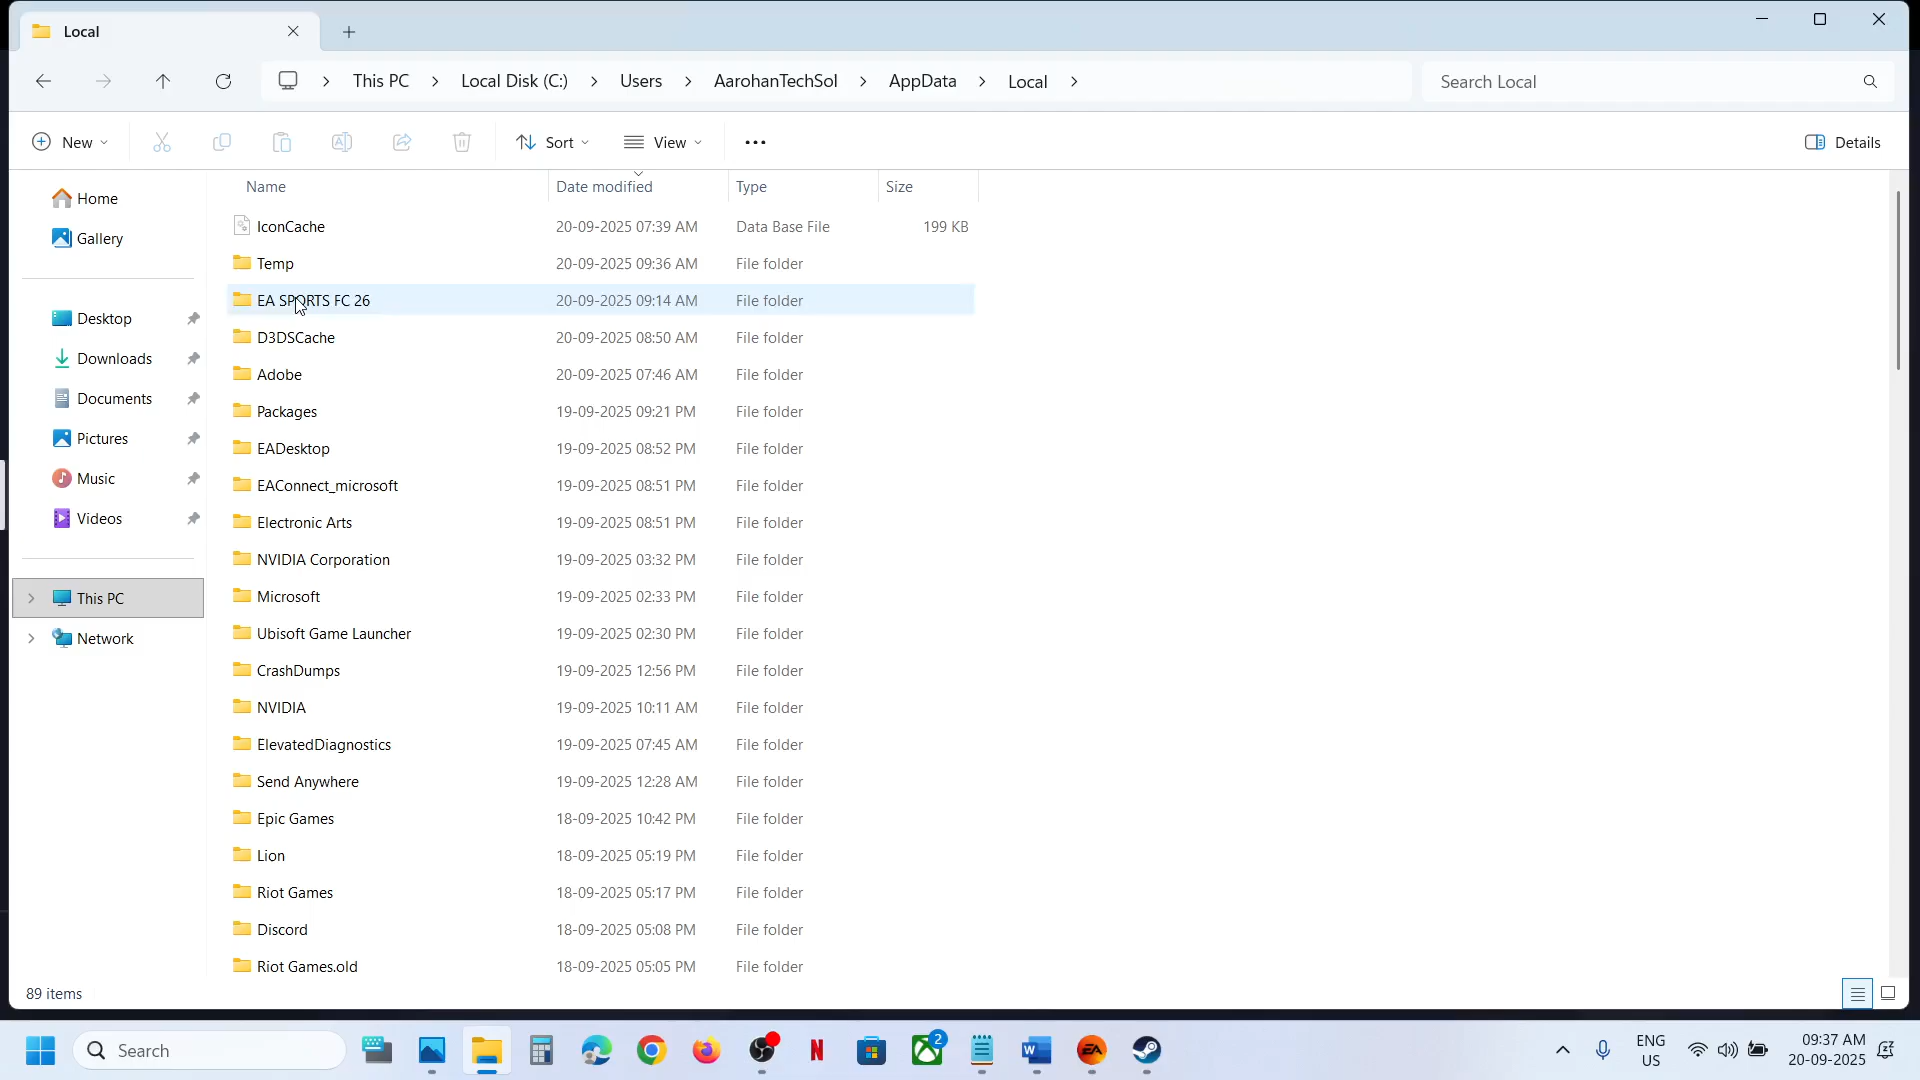 Local
This PC
Local Disk (C:)
Users
AarohanTechSol
AppData
Local
Search Local
New
Sort
View
Details
Name
Date modified
Type
Size
Home
Gallery
Desktop
Downloads
Documents
Pictures
Music
Videos
This PC
Network
IconCache 20-09-2025 07:39 AM Data Base File 199 KB
Temp 20-09-2025 09:36 AM File folder
EA SPORTS FC 26 20-09-2025 09:14 AM File folder
D3DSCache 20-09-2025 08:50 AM File folder
Adobe 20-09-2025 07:46 AM File folder
Packages 19-09-2025 09:21 PM File folder
EADesktop 19-09-2025 08:52 PM File folder
EAConnect_microsoft 19-09-2025 08:51 PM File folder
Electronic Arts 19-09-2025 08:51 PM File folder
NVIDIA Corporation 19-09-2025 03:32 PM File folder
Microsoft 19-09-2025 02:33 PM File folder
Ubisoft Game Launcher 19-09-2025 02:30 PM File folder
CrashDumps 19-09-2025 12:56 PM File folder
NVIDIA 19-09-2025 10:11 AM File folder
ElevatedDiagnostics 19-09-2025 07:45 AM File folder
Send Anywhere 19-09-2025 12:28 AM File folder
Epic Games 18-09-2025 10:42 PM File folder
Lion 18-09-2025 05:19 PM File folder
Riot Games 18-09-2025 05:17 PM File folder
Discord 18-09-2025 05:08 PM File folder
Riot Games.old 18-09-2025 05:05 PM File folder
89 items
Search
N
2
W
EA
ENG
US
09:37 AM
20-09-2025